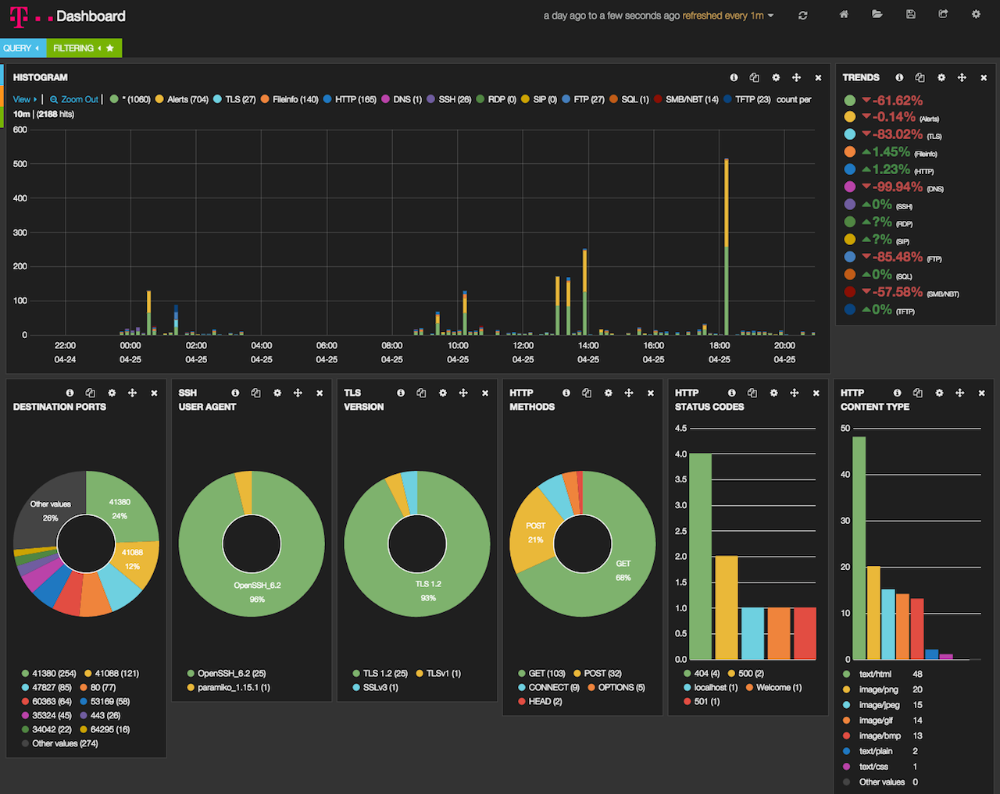 T Dashboard
a day ago to a few seconds ago refreshed every 1m
QUERY FILTERING
HISTOGRAM
View | Zoom Out | * (1060) Alerts (704) TLS (27) Fileinfo (140) HTTP (165) DNS (1) SSH (26) RDP (0) SIP (0) FTP (27) SQL (1) SMB/NBT (14) TFTP (23) count per
10m | (2188 hits)
600
500
400
300
200
100
0
22:00 00:00 02:00 04:00 06:00 08:00 10:00 12:00 14:00 16:00 18:00 20:00
04-24 04-25 04-25 04-25 04-25 04-25 04-25 04-25 04-25 04-25 04-25 04-25
TRENDS
-61.62%
-0.14% (Alerts)
-83.02% (TLS)
1.45% (Fileinfo)
1.23% (HTTP)
-99.94% (DNS)
0% (SSH)
?% (RDP)
?% (SIP)
-85.48% (FTP)
0% (SQL)
-57.58% (SMB/NBT)
0% (TFTP)
DESTINATION PORTS
Other values
26%
41380
24%
41088
12%
41380 (254) 41088 (121)
47827 (85) 80 (77)
60363 (64) 53169 (58)
35324 (45) 443 (26)
34042 (22) 64295 (16)
Other values (274)
SSH
USER AGENT
OpenSSH_6.2
96%
OpenSSH_6.2 (25)
paramiko_1.15.1 (1)
TLS
VERSION
TLS 1.2
93%
TLS 1.2 (25) TLSv1 (1)
SSLv3 (1)
HTTP
METHODS
POST
21%
GET
68%
GET (103) POST (32)
CONNECT (9) OPTIONS (5)
HEAD (2)
HTTP
STATUS CODES
4.5
4.0
3.5
3.0
2.5
2.0
1.5
1.0
0.5
0.0
404 (4) 500 (2)
localhost (1) Welcome (1)
501 (1)
HTTP
CONTENT TYPE
50
40
30
20
10
0
text/html 48
image/png 20
image/jpeg 15
image/gif 14
image/bmp 13
text/plain 2
text/css 1
Other values 0